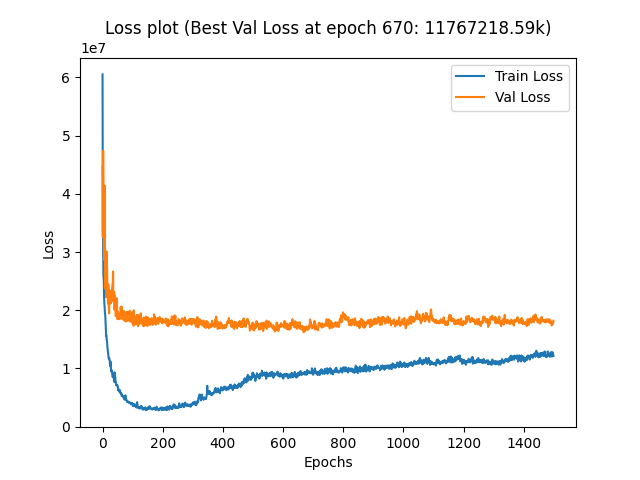 Loss plot (Best Val Loss at epoch 670: 11767218.59k)
1e7
Train Loss
Val Loss
6
5
4
3
2
1
0
Loss
0 200 400 600 800 1000 1200 1400
Epochs